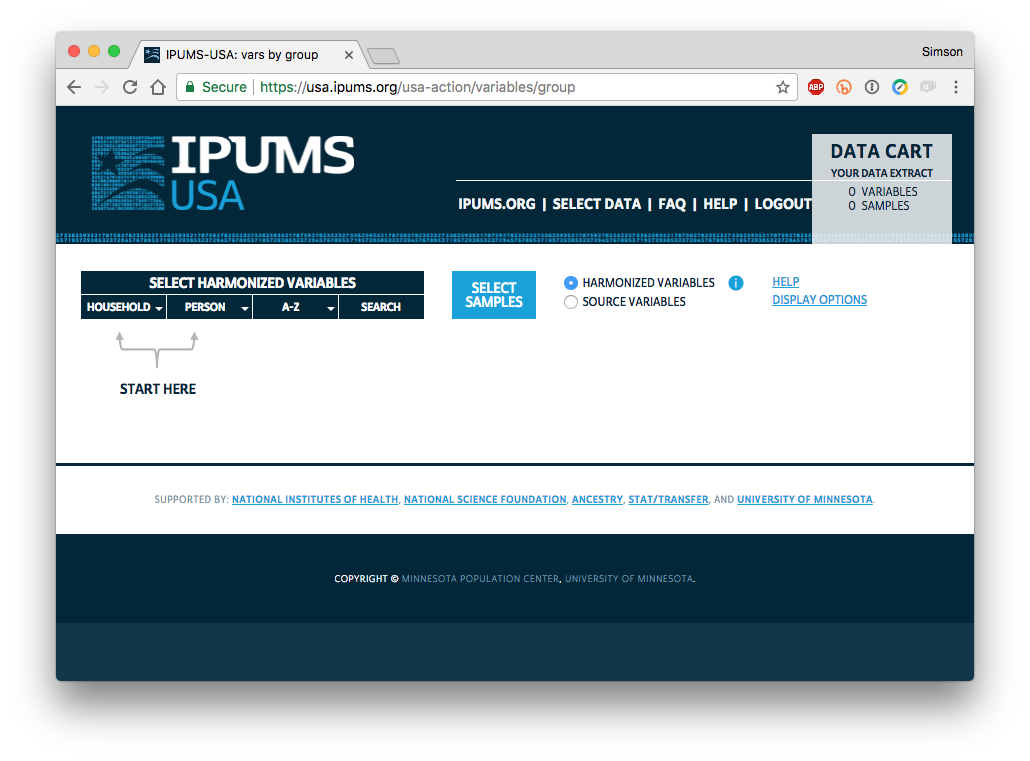 IPUMS-USA: vars by group
Simson
Secure https://usa.ipums.org/usa-action/variables/group
ABP
IPUMS
USA
DATA CART
YOUR DATA EXTRACT
0 VARIABLES
0 SAMPLES
IPUMS.ORG | SELECT DATA | FAQ | HELP | LOGOUT
SELECT HARMONIZED VARIABLES
HOUSEHOLD PERSON A-Z SEARCH
SELECT
SAMPLES
HARMONIZED VARIABLES i
SOURCE VARIABLES
HELP
DISPLAY OPTIONS
START HERE
SUPPORTED BY: NATIONAL INSTITUTES OF HEALTH, NATIONAL SCIENCE FOUNDATION, ANCESTRY, STAT/TRANSFER, AND UNIVERSITY OF MINNESOTA.
COPYRIGHT © MINNESOTA POPULATION CENTER, UNIVERSITY OF MINNESOTA.